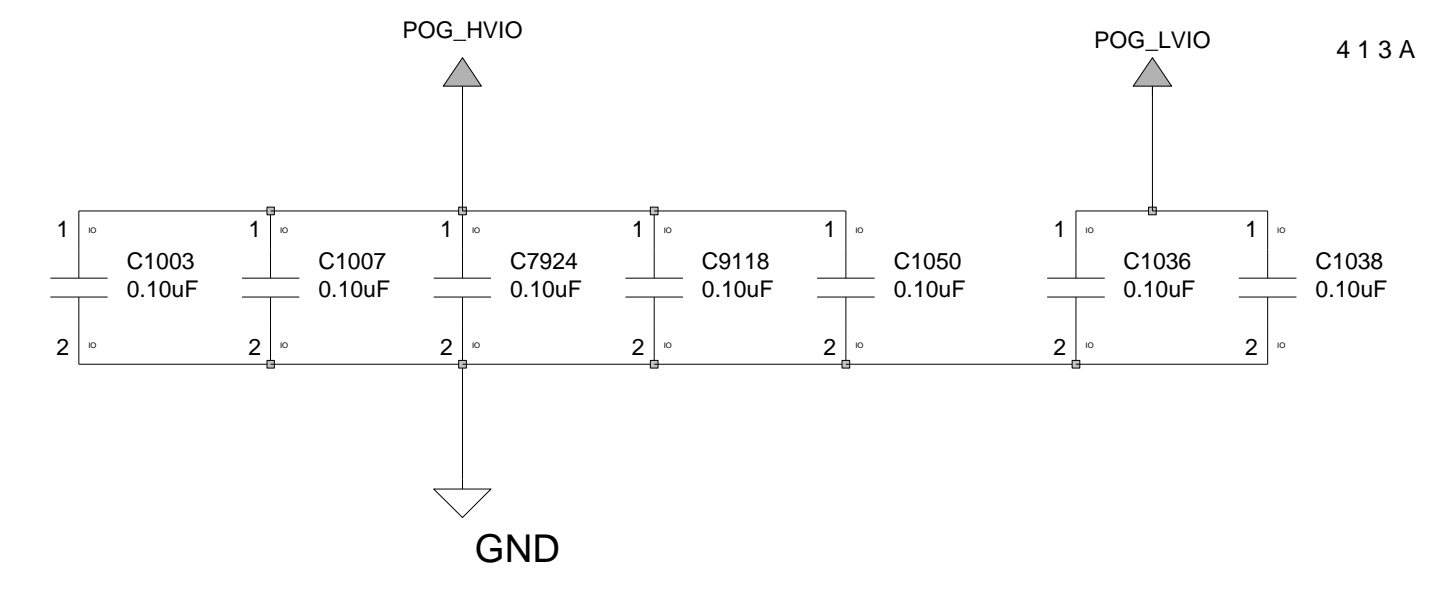 POG_HVIO
POG_LVIO
4 1 3 A
1 IO
1 IO
1 IO
1 IO
1 IO
1 IO
1 IO
C1003
0.10uF
C1007
0.10uF
C7924
0.10uF
C9118
0.10uF
C1050
0.10uF
C1036
0.10uF
C1038
0.10uF
2 IO
2 IO
2 IO
2 IO
2 IO
2 IO
2 IO
GND